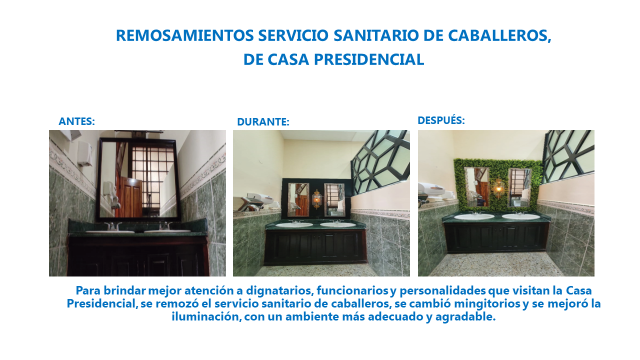 REMOSAMIENTOS SERVICIO SANITARIO DE CABALLEROS,
DE CASA PRESIDENCIAL
ANTES:
DURANTE:
DESPUÉS:
Para brindar mejor atención a dignatarios, funcionarios y personalidades que visitan la Casa
Presidencial, se remozó el servicio sanitario de caballeros, se cambió mingitorios y se mejoró la
iluminación, con un ambiente más adecuado y agradable.